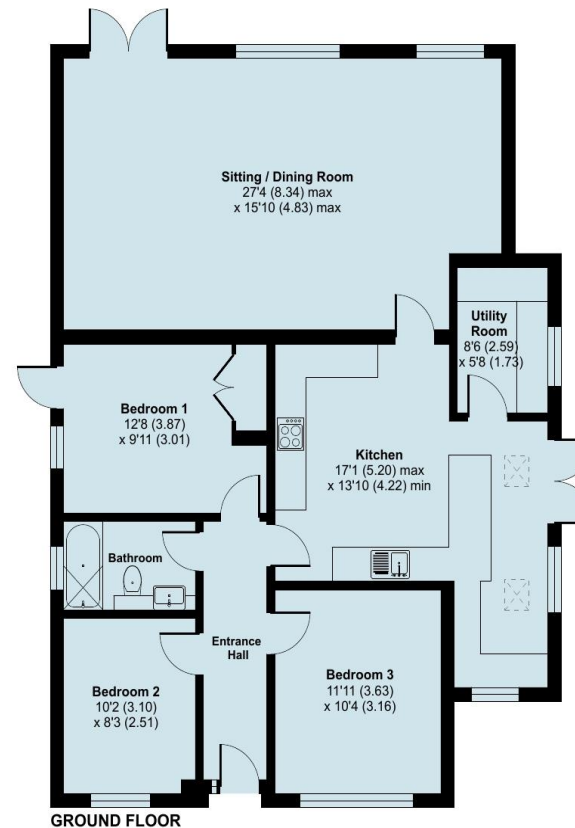 Sitting / Dining Room
27'4 (8.34) max
x 15'10 (4.83) max
Utility
Room
8'6 (2.59)
x 5'8 (1.73)
Bedroom 1
12'8 (3.87)
x 9'11 (3.01)
Kitchen
17'1 (5.20) max
x 13'10 (4.22) min
Bathroom
Entrance
Hall
Bedroom 2
10'2 (3.10)
x 8'3 (2.51)
Bedroom 3
11'11 (3.63)
x 10'4 (3.16)
GROUND FLOOR